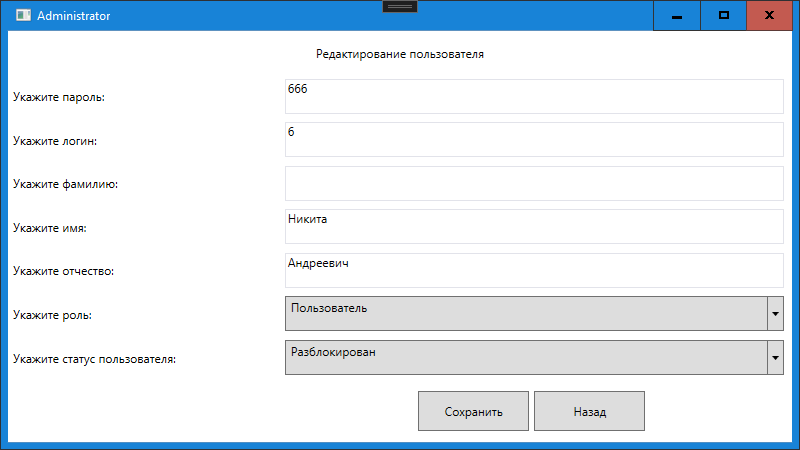 Administrator
Редактирование пользователя
Укажите пароль:
666
Укажите логин:
6
Укажите фамилию:
Укажите имя:
Никита
Укажите отчество:
Андреевич
Укажите роль:
Пользователь
Укажите статус пользователя:
Разблокирован
Сохранить
Назад